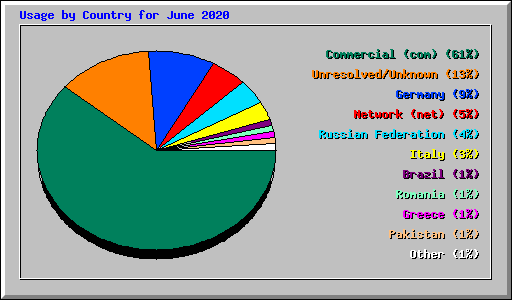 Usage by Country for June 2020
Commercial (com) (61%)
Unresolved/Unknown (13%)
Germany (9%)
Network (net) (5%)
Russian Federation (4%)
Italy (3%)
Brazil (1%)
Romania (1%)
Greece (1%)
Pakistan (1%)
Other (1%)